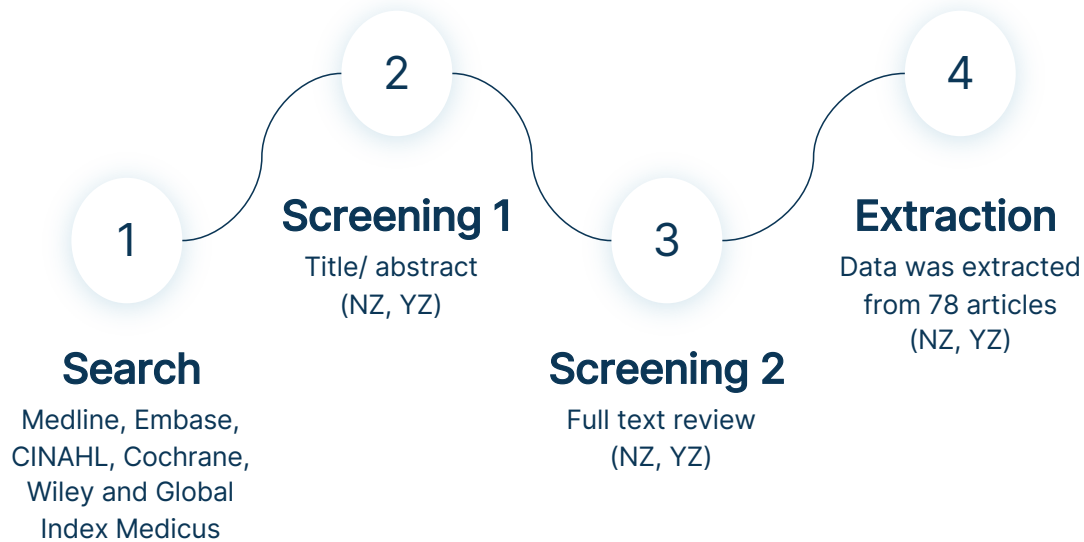 1
Search
Medline, Embase,
CINAHL, Cochrane,
Wiley and Global
Index Medicus
2
Screening 1
Title/ abstract
(NZ, YZ)
3
Screening 2
Full text review
(NZ, YZ)
4
Extraction
Data was extracted
from 78 articles
(NZ, YZ)